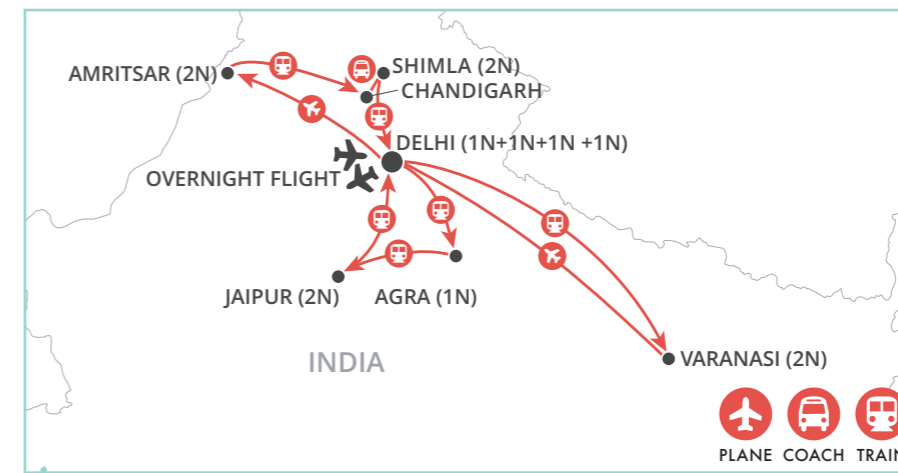 AMRITSAR (2N)
SHIMLA (2N)
CHANDIGARH
DELHI (1N+1N+1N +1N)
OVERNIGHT FLIGHT
JAIPUR (2N)
AGRA (1N)
INDIA
VARANASI (2N)
PLANE COACH TRAIN